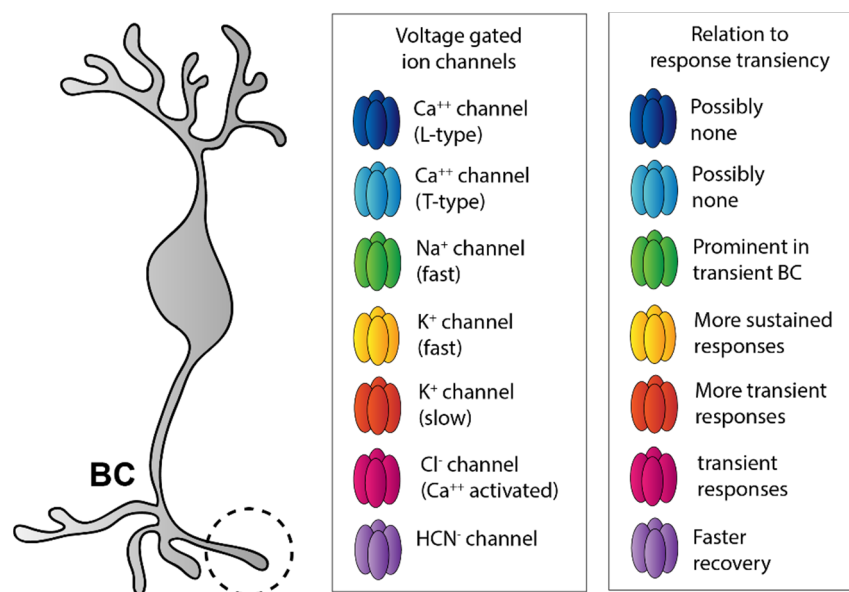 BC
Voltage gated
ion channels
Ca⁺⁺ channel
(L-type)
Ca⁺⁺ channel
(T-type)
Na⁺ channel
(fast)
K⁺ channel
(fast)
K⁺ channel
(slow)
Cl⁻ channel
(Ca⁺⁺ activated)
HCN⁻ channel
Relation to
response transiency
Possibly
none
Possibly
none
Prominent in
transient BC
More sustained
responses
More transient
responses
transient
responses
Faster
recovery